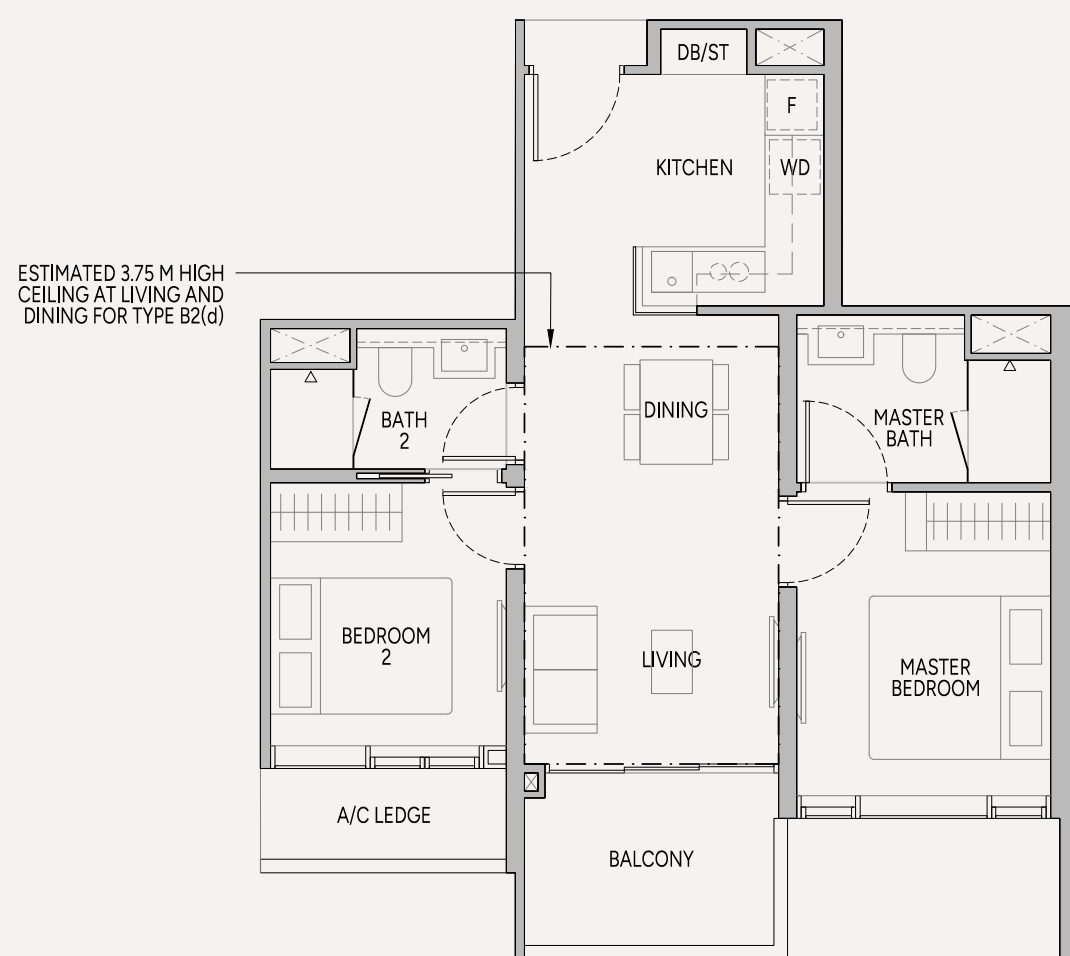 DB/ST
F
KITCHEN
WD
ESTIMATED 3.75 M HIGH
CEILING AT LIVING AND
DINING FOR TYPE B2(d)
DINING
BATH
2
MASTER
BATH
BEDROOM
2
LIVING
MASTER
BEDROOM
A/C LEDGE
BALCONY